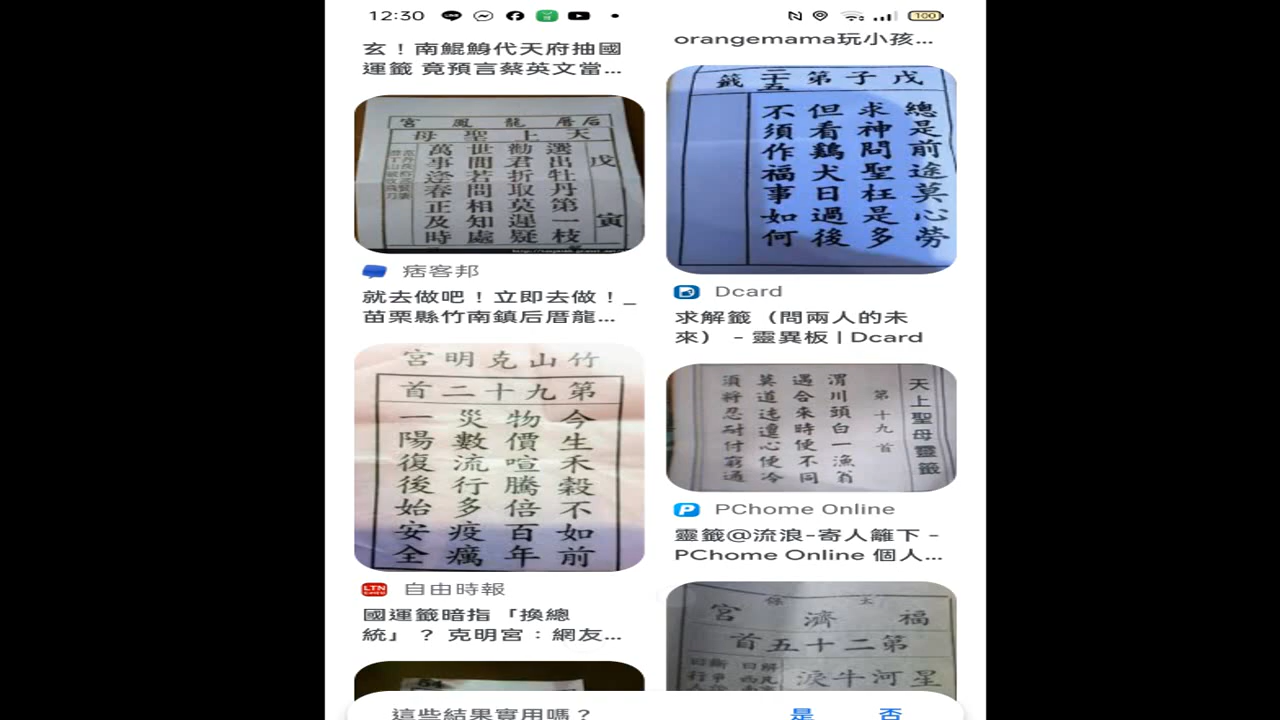 12:30
100
玄！南鯤鯓代天府抽國
運籤 竟預言蔡英文當...
后厝龍鳳宮
天上聖母
戊寅
選出牡丹第一枝
勸君折取莫遲疑
世間若問相知處
萬事逢春正及時
痞客邦
就去做吧！立即去做！_
苗栗縣竹南鎮后厝龍...
竹山克明宮
第九十二首
今生禾穀不如前
物價喧騰倍百年
災數流行多疫癘
一陽復後始安全
LTN
自由時報
國運籤暗指「換總
統」？ 克明宮：網友...
orangemama玩小孩...
戊子第二十五籤
總是前途莫心勞
求神問聖枉是多
但看鷄犬日過後
不須作福事如何
Dcard
求解籤（問兩人的未
來） - 靈異板 | Dcard
天上聖母靈籤
第十九首
渭川頭白一漁翁
遇合來時便不同
莫道迍邅心便冷
須將忍耐付窮通
PChome Online
靈籤@流浪-寄人籬下 -
PChome Online 個人...
福濟宮
第二十五首
星河牛淚
這些結果實用嗎？
是
否